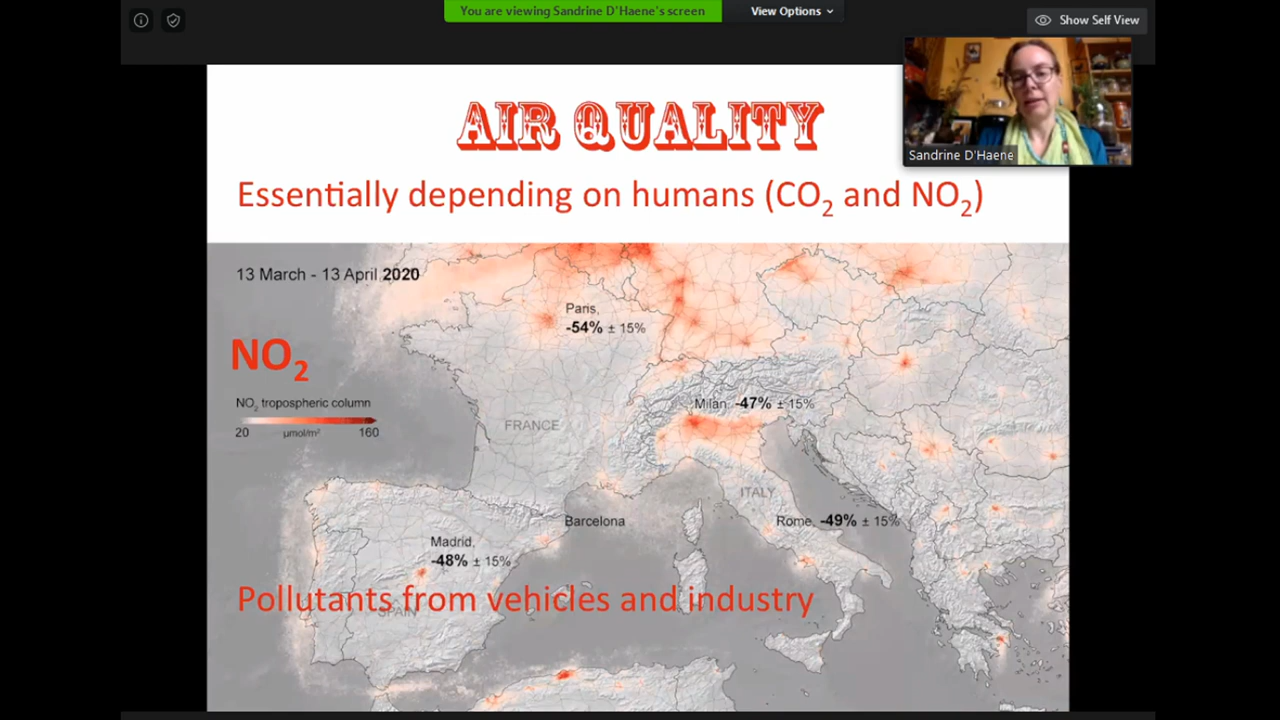 You are viewing Sandrine D'Haene's screen
View Options
Show Self View
Sandrine D'Haene
AIR QUALITY
Essentially depending on humans (CO₂ and NO₂)
13 March - 13 April 2020
Paris,
-54% ± 15%
NO₂
NO₂ tropospheric column
20 µmol/m² 160
Milan, -47% ± 15%
FRANCE
ITALY
Barcelona
Rome, -49% ± 15%
Madrid,
-48% ± 15%
Pollutants from vehicles and industry
SPAIN